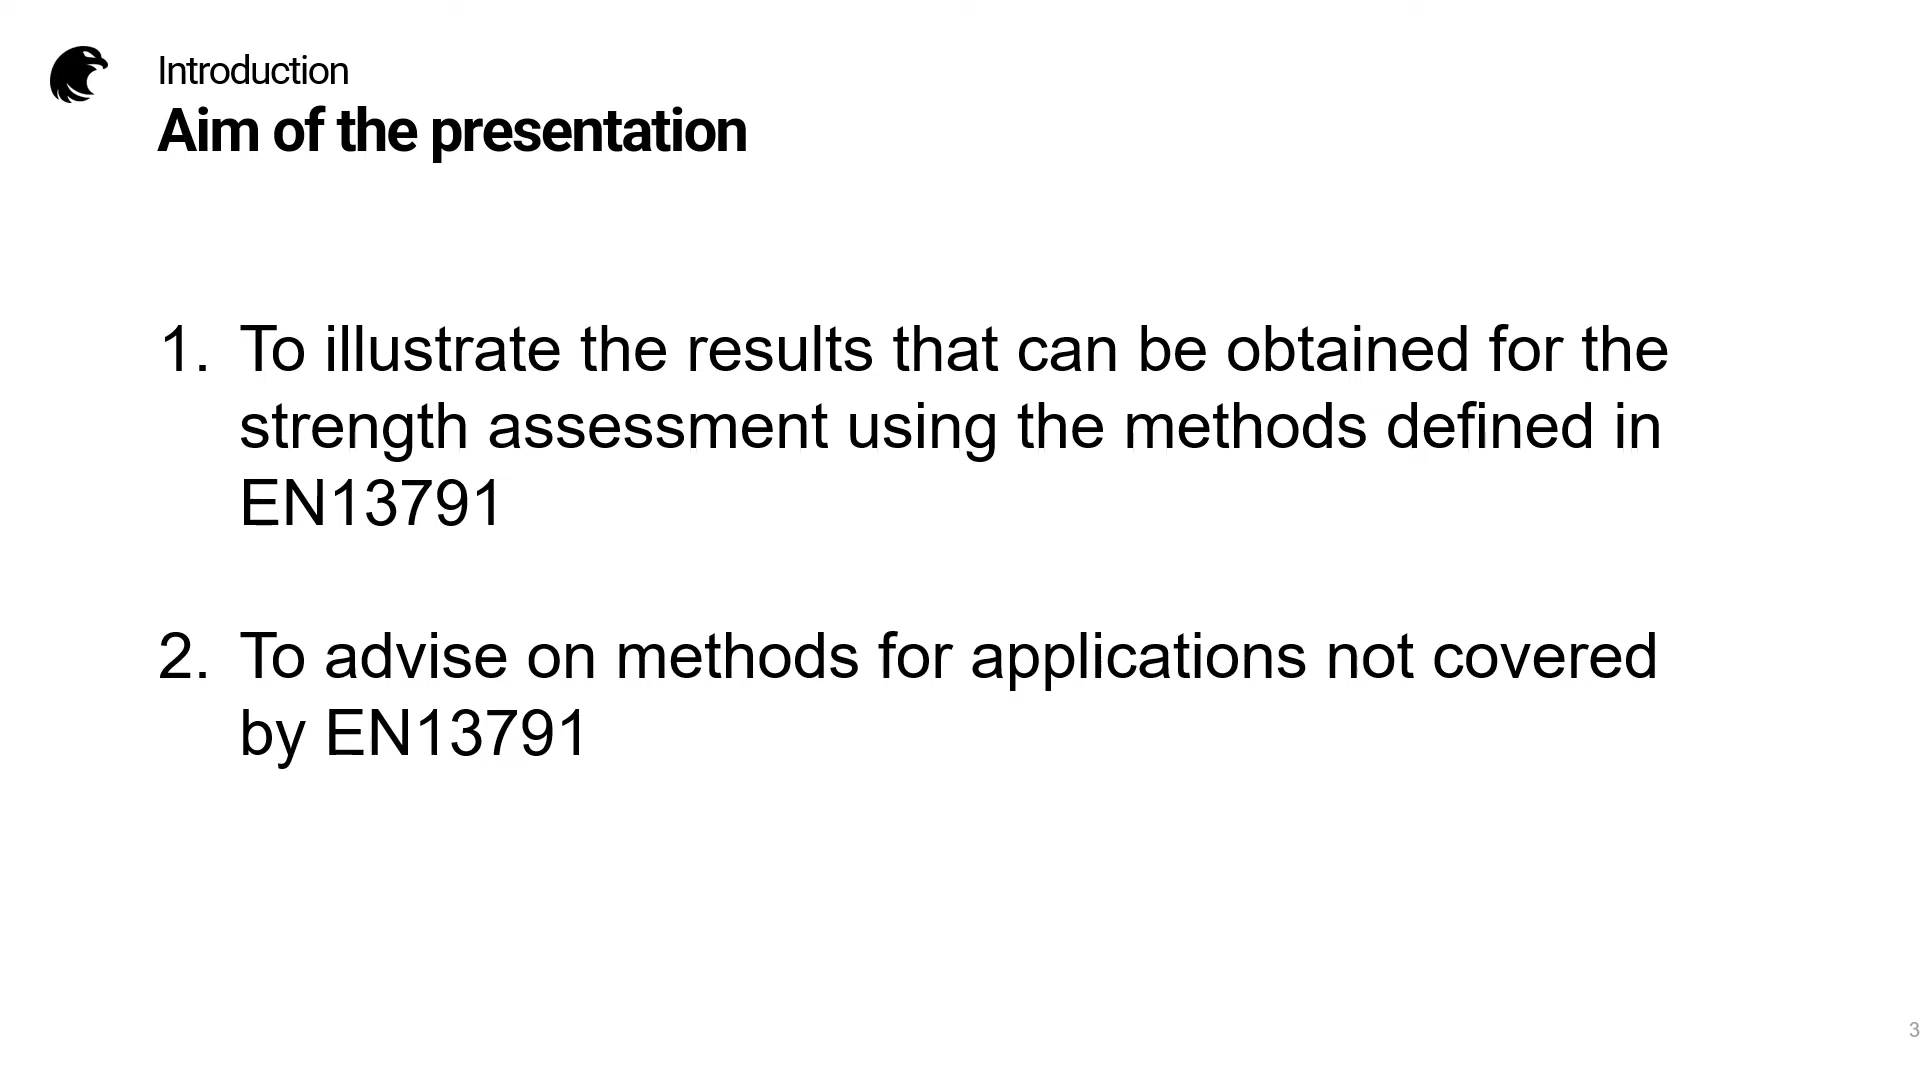 Introduction
Aim of the presentation
1. To illustrate the results that can be obtained for the
strength assessment using the methods defined in
EN13791
2. To advise on methods for applications not covered
by EN13791
3